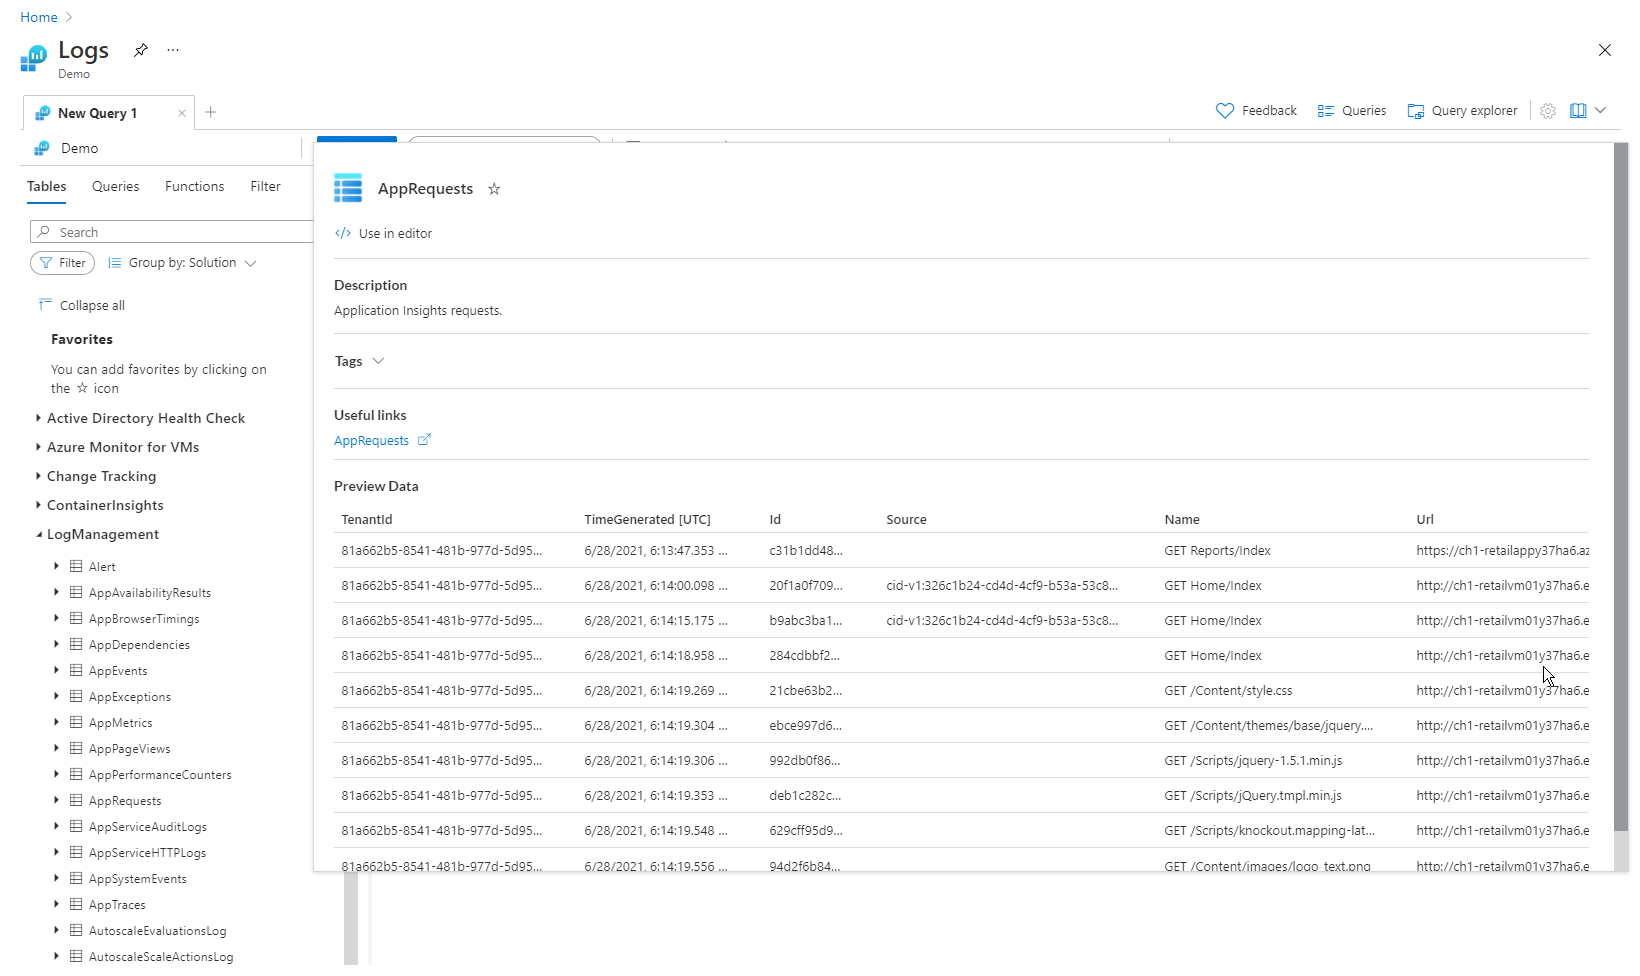 Home
Logs
Demo
New Query 1
Feedback
Queries
Query explorer
Demo
Tables Queries Functions Filter
Search
Filter Group by: Solution
Collapse all
Favorites
You can add favorites by clicking on
the ☆ icon
Active Directory Health Check
Azure Monitor for VMs
Change Tracking
ContainerInsights
LogManagement
Alert
AppAvailabilityResults
AppBrowserTimings
AppDependencies
AppEvents
AppExceptions
AppMetrics
AppPageViews
AppPerformanceCounters
AppRequests
AppServiceAuditLogs
AppServiceHTTPLogs
AppSystemEvents
AppTraces
AutoscaleEvaluationsLog
AutoscaleScaleActionsLog
AppRequests ☆
</> Use in editor
Description
Application Insights requests.
Tags
Useful links
AppRequests
Preview Data
TenantId TimeGenerated [UTC] Id Source Name Url
81a662b5-8541-481b-977d-5d95... 6/28/2021, 6:13:47.353 ... c31b1dd48... GET Reports/Index https://ch1-retailappy37ha6.az
81a662b5-8541-481b-977d-5d95... 6/28/2021, 6:14:00.098 ... 20f1a0f709... cid-v1:326c1b24-cd4d-4cf9-b53a-53c8... GET Home/Index http://ch1-retailvm01y37ha6.e
81a662b5-8541-481b-977d-5d95... 6/28/2021, 6:14:15.175 ... b9abc3ba1... cid-v1:326c1b24-cd4d-4cf9-b53a-53c8... GET Home/Index http://ch1-retailvm01y37ha6.e
81a662b5-8541-481b-977d-5d95... 6/28/2021, 6:14:18.958 ... 284cdbbf2... GET Home/Index http://ch1-retailvm01y37ha6.e
81a662b5-8541-481b-977d-5d95... 6/28/2021, 6:14:19.269 ... 21cbe63b2... GET /Content/style.css http://ch1-retailvm01y37ha6.e
81a662b5-8541-481b-977d-5d95... 6/28/2021, 6:14:19.304 ... ebce997d6... GET /Content/themes/base/jquery.... http://ch1-retailvm01y37ha6.e
81a662b5-8541-481b-977d-5d95... 6/28/2021, 6:14:19.306 ... 992db0f86... GET /Scripts/jquery-1.5.1.min.js http://ch1-retailvm01y37ha6.e
81a662b5-8541-481b-977d-5d95... 6/28/2021, 6:14:19.353 ... deb1c282c... GET /Scripts/jQuery.tmpl.min.js http://ch1-retailvm01y37ha6.e
81a662b5-8541-481b-977d-5d95... 6/28/2021, 6:14:19.548 ... 629cff95d9... GET /Scripts/knockout.mapping-lat... http://ch1-retailvm01y37ha6.e
81a662b5-8541-481b-977d-5d95... 6/28/2021, 6:14:19.556 ... 94d2f6b84... GET /Content/images/logo_text.png http://ch1-retailvm01y37ha6.e